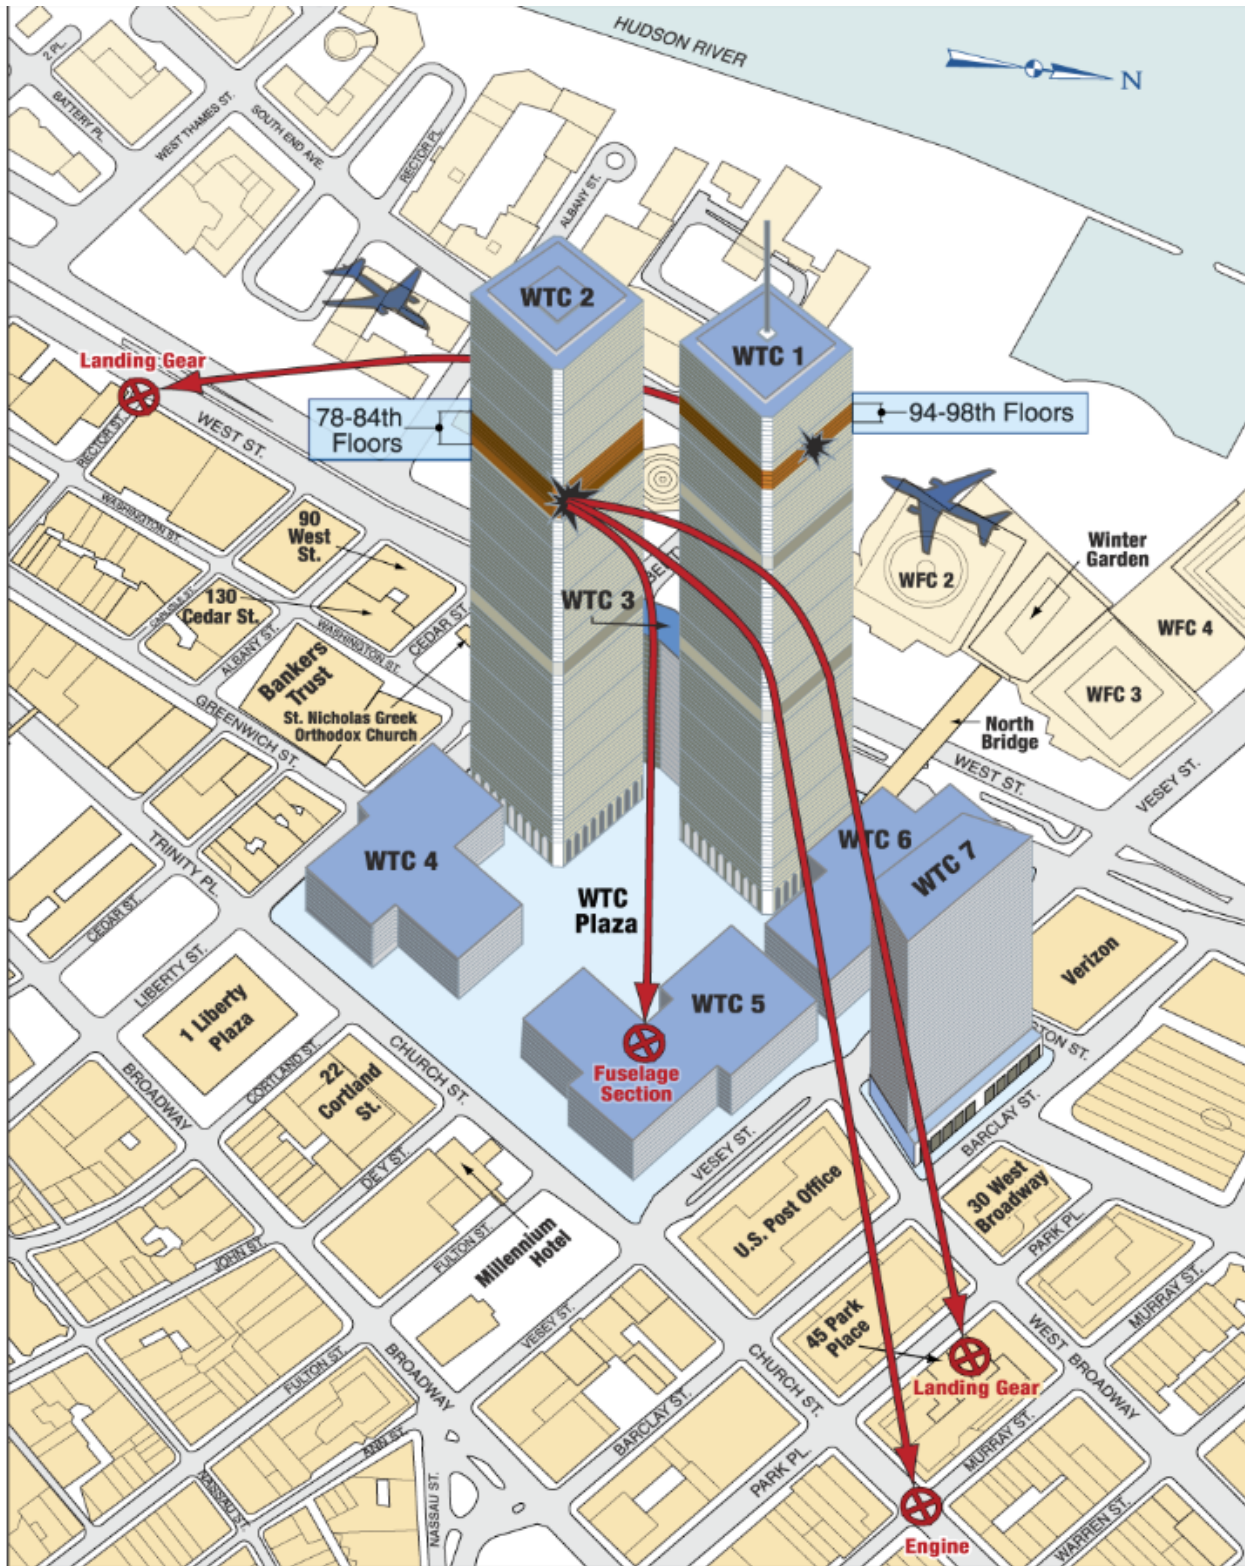 HUDSON RIVER
N
2 PL.
BATTERY PL.
WEST THAMES ST.
SOUTH END AVE.
RECTOR PL.
ALBANY ST.
WTC 2
WTC 1
Landing Gear
78-84th
Floors
94-98th Floors
WEST ST.
RECTOR ST.
WASHINGTON ST.
90
West
St.
130
Cedar St.
CARLISLE ST.
ALBANY ST.
WASHINGTON ST.
CEDAR ST.
WTC 3
WFC 2
Winter
Garden
WFC 4
WFC 3
Bankers
Trust
St. Nicholas Greek
Orthodox Church
GREENWICH ST.
North
Bridge
WEST ST.
VESEY ST.
TRINITY PL.
WTC 4
WTC 6
WTC 7
WTC
Plaza
CEDAR ST.
LIBERTY ST.
1 Liberty
Plaza
WTC 5
Verizon
TON ST.
Fuselage
Section
BROADWAY
CORTLAND ST.
22
Cortland
St.
CHURCH ST.
DEY ST.
VESEY ST.
BARCLAY ST.
U.S. Post Office
30 West
Broadway
PARK PL.
JOHN ST.
FULTON ST.
Millennium
Hotel
VESEY ST.
MURRAY ST.
45 Park
Place
WEST BROADWAY
Landing Gear
FULTON ST.
BROADWAY
CHURCH ST.
BARCLAY ST.
ANN ST.
NASSAU ST.
NASSAU ST.
PARK PL.
MURRAY ST.
WARREN ST.
Engine